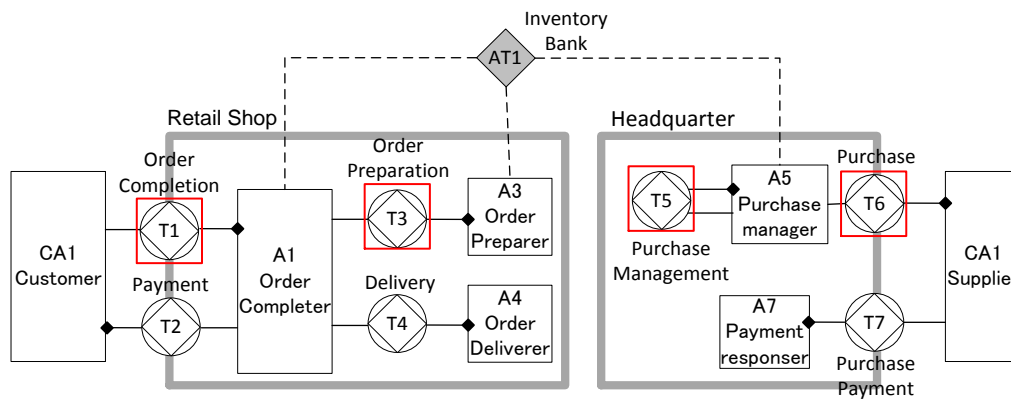 Inventory
Bank
AT1
Retail Shop
Headquarter
Order
Completion
Order
Preparation
Purchase
CA1
Customer
T1
A1
Order
Completer
T3
A3
Order
Preparer
T5
A5
Purchase
manager
T6
CA1
Supplier
Purchase
Management
Payment
T2
Delivery
T4
A4
Order
Deliverer
A7
Payment
responser
T7
Purchase
Payment